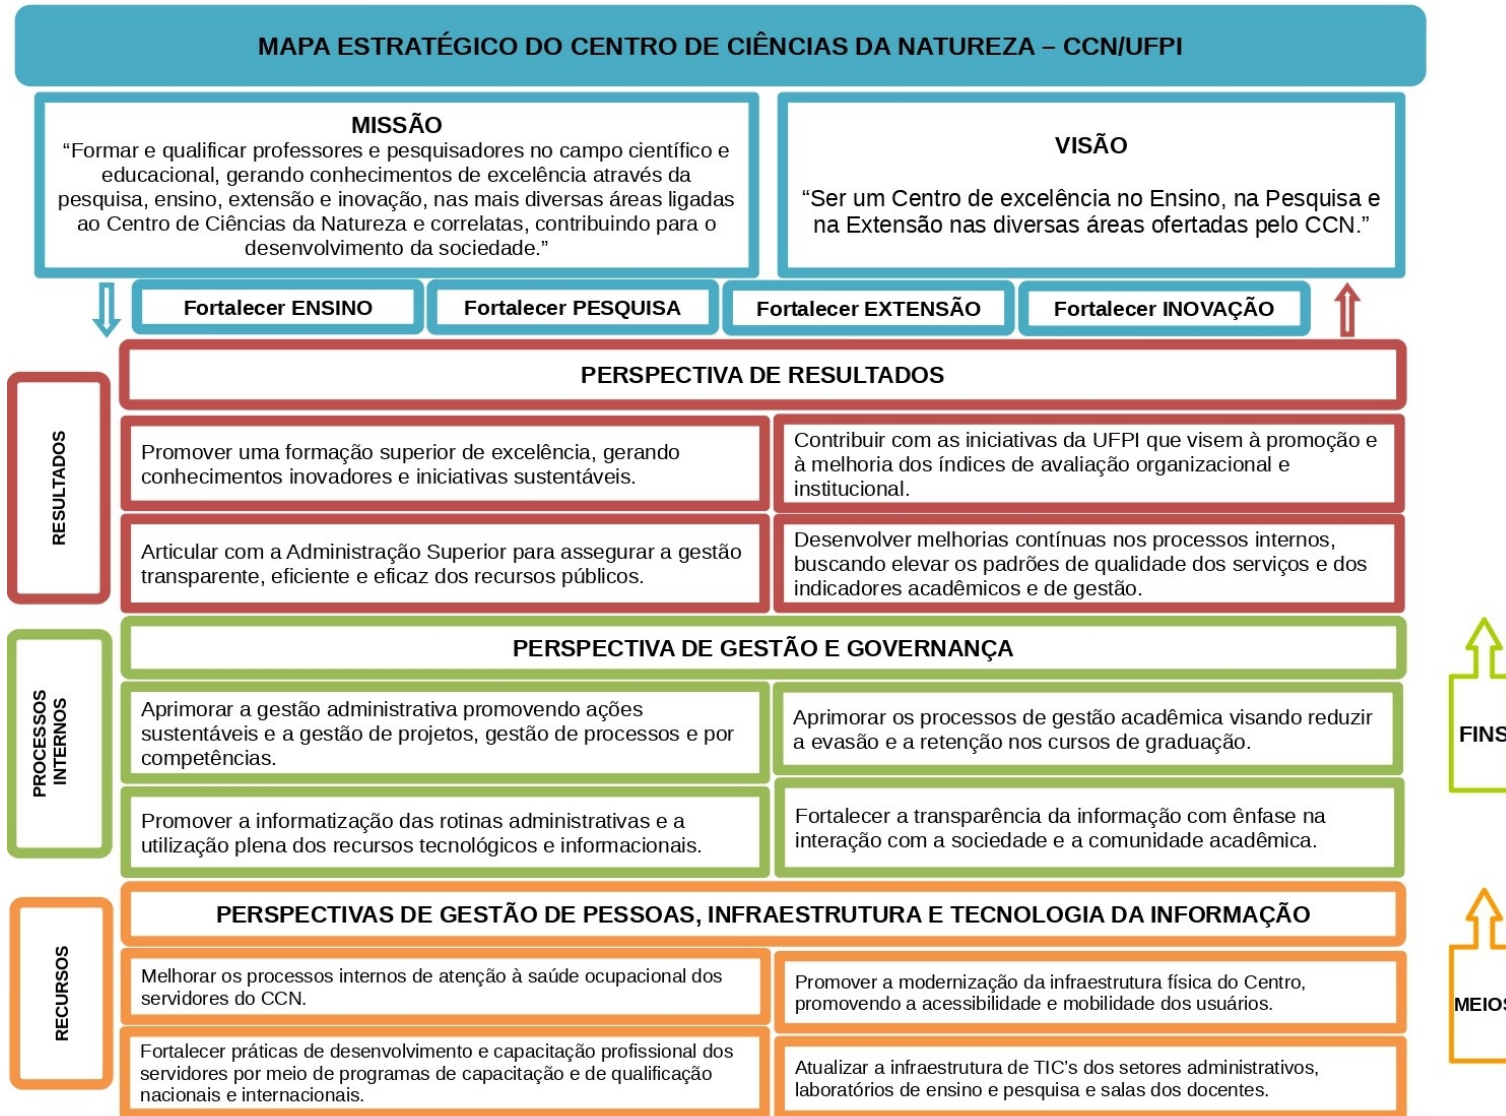 MAPA ESTRATÉGICO DO CENTRO DE CIÊNCIAS DA NATUREZA – CCN/UFPI
MISSÃO
“Formar e qualificar professores e pesquisadores no campo científico e
educacional, gerando conhecimentos de excelência através da
pesquisa, ensino, extensão e inovação, nas mais diversas áreas ligadas
ao Centro de Ciências da Natureza e correlatas, contribuindo para o
desenvolvimento da sociedade.”
VISÃO
“Ser um Centro de excelência no Ensino, na Pesquisa e
na Extensão nas diversas áreas ofertadas pelo CCN.”
Fortalecer ENSINO
Fortalecer PESQUISA
Fortalecer EXTENSÃO
Fortalecer INOVAÇÃO
RESULTADOS
PERSPECTIVA DE RESULTADOS
Promover uma formação superior de excelência, gerando
conhecimentos inovadores e iniciativas sustentáveis.
Contribuir com as iniciativas da UFPI que visem à promoção e
à melhoria dos índices de avaliação organizacional e
institucional.
Articular com a Administração Superior para assegurar a gestão
transparente, eficiente e eficaz dos recursos públicos.
Desenvolver melhorias contínuas nos processos internos,
buscando elevar os padrões de qualidade dos serviços e dos
indicadores acadêmicos e de gestão.
PROCESSOS
INTERNOS
PERSPECTIVA DE GESTÃO E GOVERNANÇA
Aprimorar a gestão administrativa promovendo ações
sustentáveis e a gestão de projetos, gestão de processos e por
competências.
Aprimorar os processos de gestão acadêmica visando reduzir
a evasão e a retenção nos cursos de graduação.
Promover a informatização das rotinas administrativas e a
utilização plena dos recursos tecnológicos e informacionais.
Fortalecer a transparência da informação com ênfase na
interação com a sociedade e a comunidade acadêmica.
FINS
RECURSOS
PERSPECTIVAS DE GESTÃO DE PESSOAS, INFRAESTRUTURA E TECNOLOGIA DA INFORMAÇÃO
Melhorar os processos internos de atenção à saúde ocupacional dos
servidores do CCN.
Promover a modernização da infraestrutura física do Centro,
promovendo a acessibilidade e mobilidade dos usuários.
Fortalecer práticas de desenvolvimento e capacitação profissional dos
servidores por meio de programas de capacitação e de qualificação
nacionais e internacionais.
Atualizar a infraestrutura de TIC’s dos setores administrativos,
laboratórios de ensino e pesquisa e salas dos docentes.
MEIOS